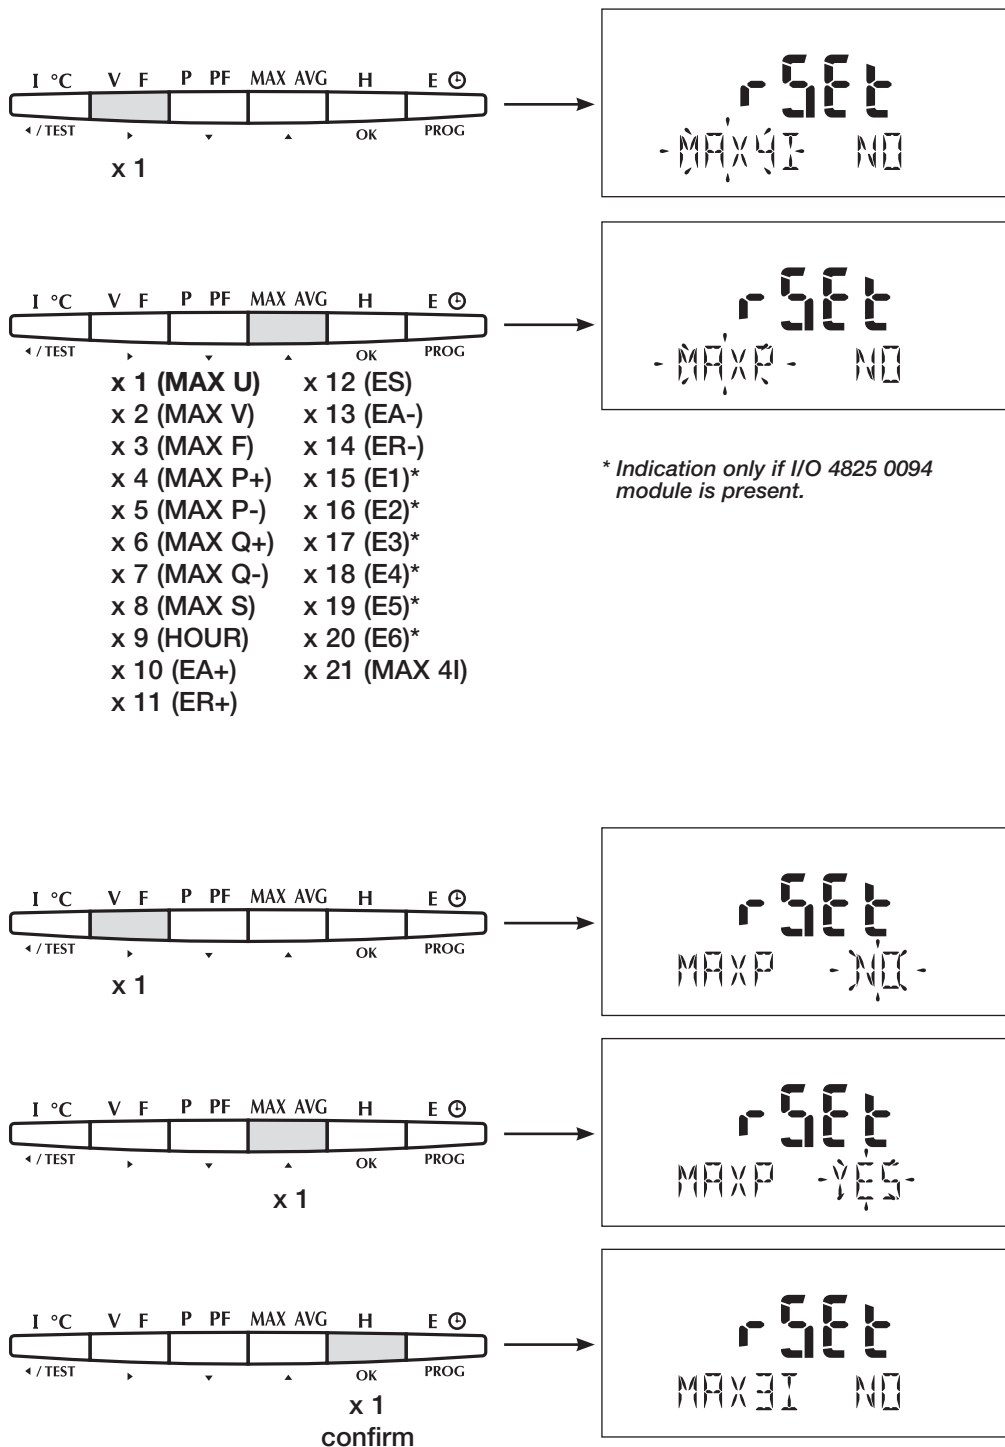 I °C V F P PF MAX AVG H E
/ TEST OK PROG
x 1
rSEt
MAX4I NO
I °C V F P PF MAX AVG H E
/ TEST OK PROG
rSEt
MAXP NO
x 1 (MAX U) x 12 (ES)
x 2 (MAX V) x 13 (EA-)
x 3 (MAX F) x 14 (ER-)
x 4 (MAX P+) x 15 (E1)*
x 5 (MAX P-) x 16 (E2)*
x 6 (MAX Q+) x 17 (E3)*
x 7 (MAX Q-) x 18 (E4)*
x 8 (MAX S) x 19 (E5)*
x 9 (HOUR) x 20 (E6)*
x 10 (EA+) x 21 (MAX 4I)
x 11 (ER+)
* Indication only if I/O 4825 0094
module is present.
I °C V F P PF MAX AVG H E
/ TEST OK PROG
x 1
rSEt
MAXP NO
I °C V F P PF MAX AVG H E
/ TEST OK PROG
x 1
rSEt
MAXP YES
I °C V F P PF MAX AVG H E
/ TEST OK PROG
x 1
confirm
rSEt
MAX3I NO